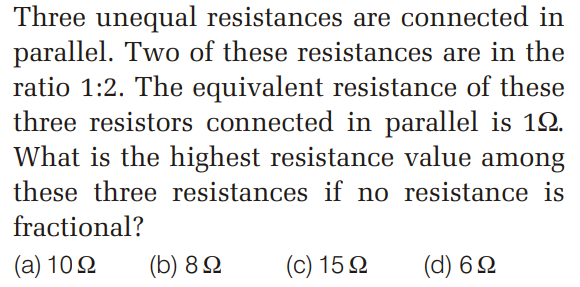 Three unequal resistances are connected in
parallel. Two of these resistances are in the
ratio 1:2. The equivalent resistance of these
three resistors connected in parallel is 1Ω.
What is the highest resistance value among
these three resistances if no resistance is
fractional?
(a) 10 Ω (b) 8 Ω (c) 15 Ω (d) 6 Ω